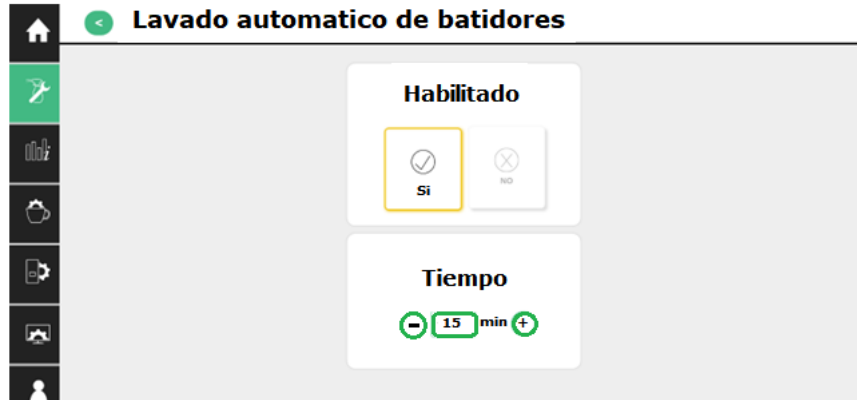 Lavado automatico de batidores
Habilitado
Si
NO
Tiempo
15 min